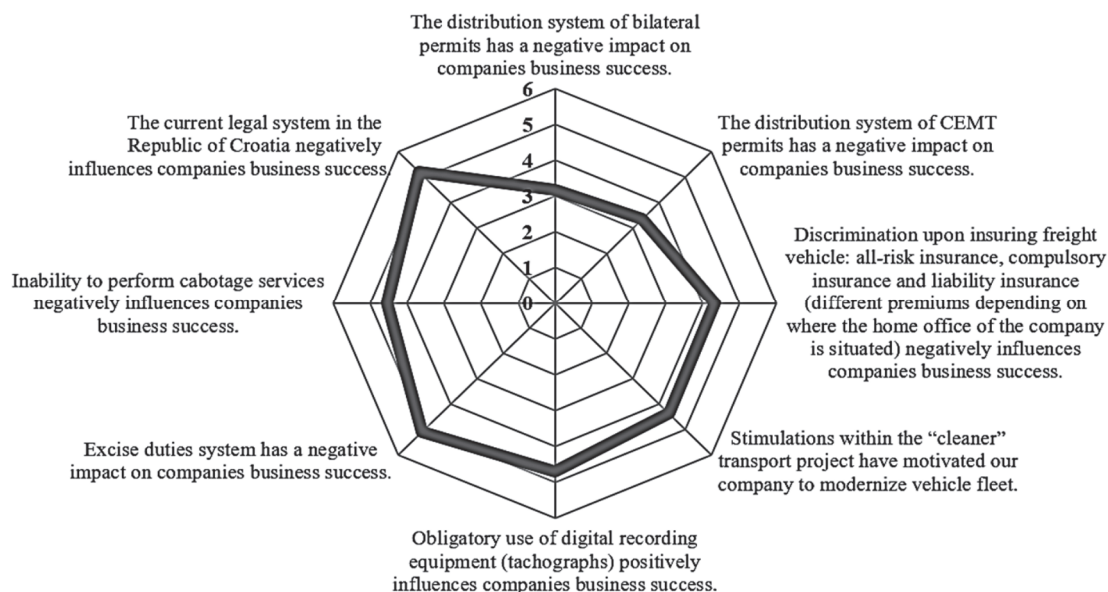 The distribution system of bilateral
permits has a negative impact on
companies business success.
6
5
4
3
2
1
0
The distribution system of CEMT
permits has a negative impact on
companies business success.
Discrimination upon insuring freight
vehicle: all-risk insurance, compulsory
insurance and liability insurance
(different premiums depending on
where the home office of the company
is situated) negatively influences
companies business success.
Stimulations within the “cleaner”
transport project have motivated our
company to modernize vehicle fleet.
Obligatory use of digital recording
equipment (tachographs) positively
influences companies business success.
Excise duties system has a negative
impact on companies business success.
Inability to perform cabotage services
negatively influences companies
business success.
The current legal system in the
Republic of Croatia negatively
influences companies business success.